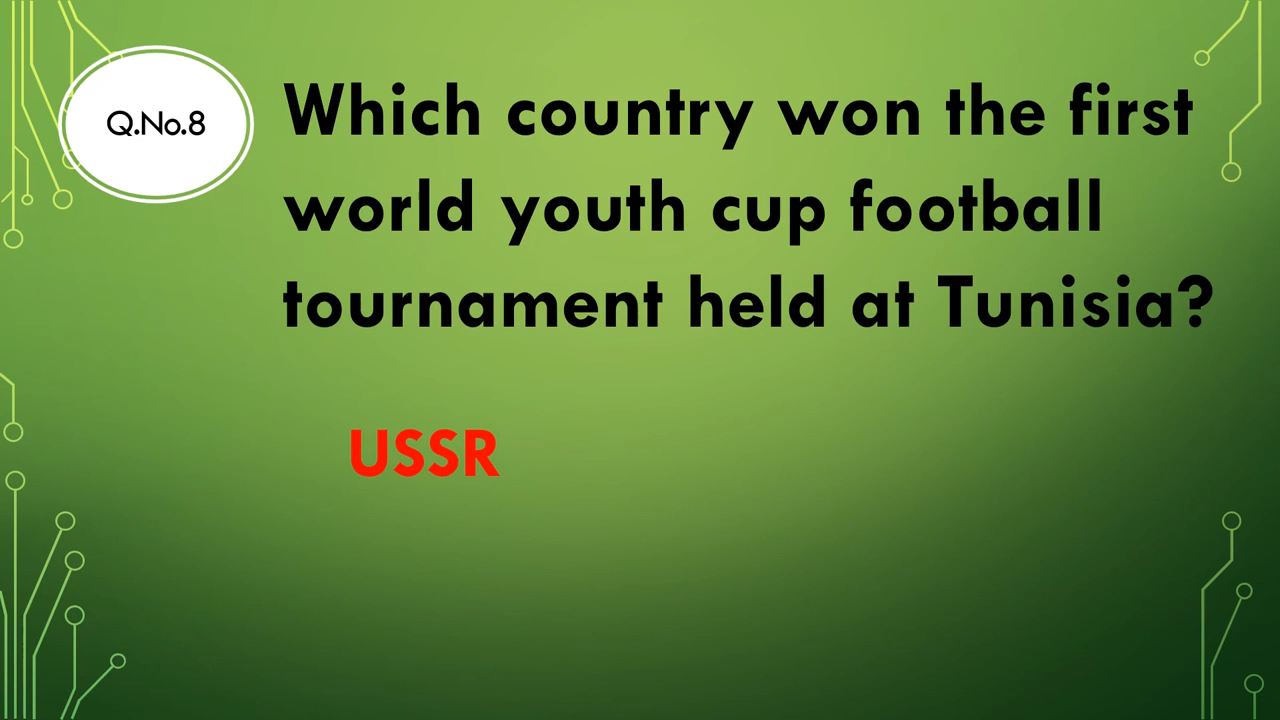 Q.No.8
Which country won the first
world youth cup football
tournament held at Tunisia?
USSR